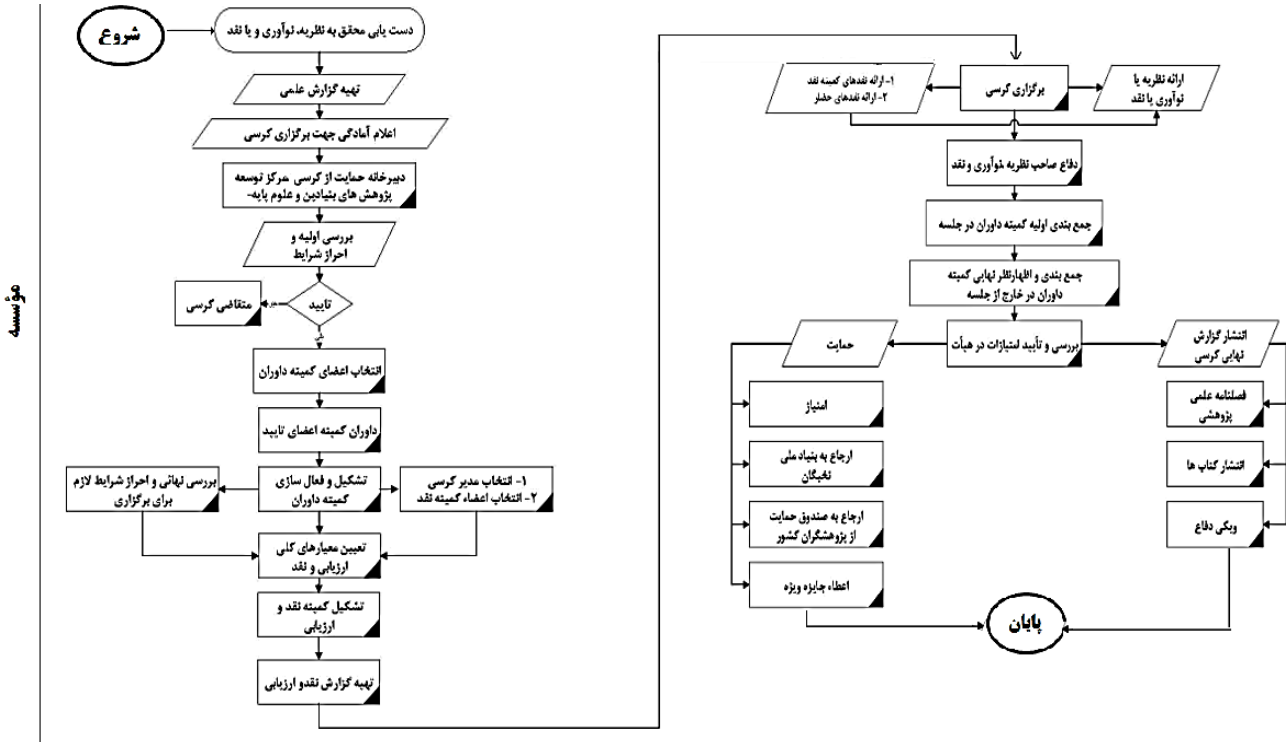 مؤسسه
شروع
دست یابی محقق به نظریه، نوآوری و یا نقد
تهیه گزارش علمی
اعلام آمادگی جهت برگزاری کرسی
دبیرخانه حمایت از کرسی -مرکز توسعه
پژوهش های بنیادین و علوم پایه-
بررسی اولیه و
احراز شرایط
تایید
متقاضی کرسی
انتخاب اعضای کمیته داوران
داوران کمیته اعضای تایید
تشکیل و فعال سازی
کمیته داوران
۱- انتخاب مدیر کرسی
۲- انتخاب اعضاء کمیته نقد
بررسی نهائی و احراز شرایط لازم
برای برگزاری
تعیین معیارهای کلی
ارزیابی و نقد
تشکیل کمیته نقد و
ارزیابی
تهیه گزارش نقدو ارزیابی
برگزاری کرسی
ارائه نظریه یا
نوآوری یا نقد
۱- ارائه نقدهای کمیته نقد
۲- ارائه نقدهای حضار
دفاع صاحب نظریه ،نوآوری و نقد
جمع بندی اولیه کمیته داوران در جلسه
جمع بندی و اظهارنظر نهایی کمیته
داوران در خارج از جلسه
بررسی و تأیید امتیازات در هیأت
انتشار گزارش
نهایی کرسی
فصلنامه علمی
پژوهشی
انتشار کتاب ها
ویکی دفاع
حمایت
امتیاز
ارجاع به بنیاد ملی
نخبگان
ارجاع به صندوق حمایت
از پژوهشگران کشور
اعطاء جایزه ویژه
پایان